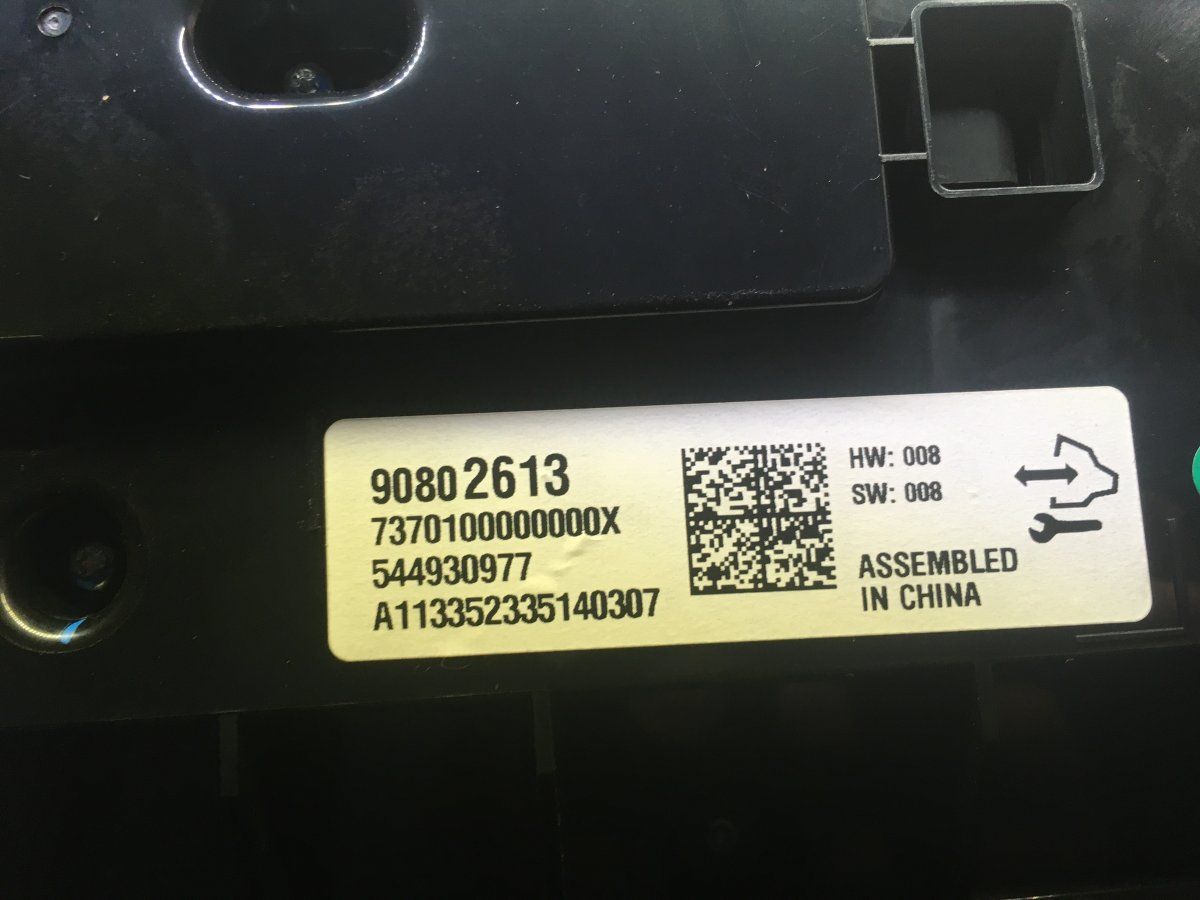 90802613
7370100000000X
544930977
A113352335140307
HW: 008
SW: 008
ASSEMBLED
IN CHINA